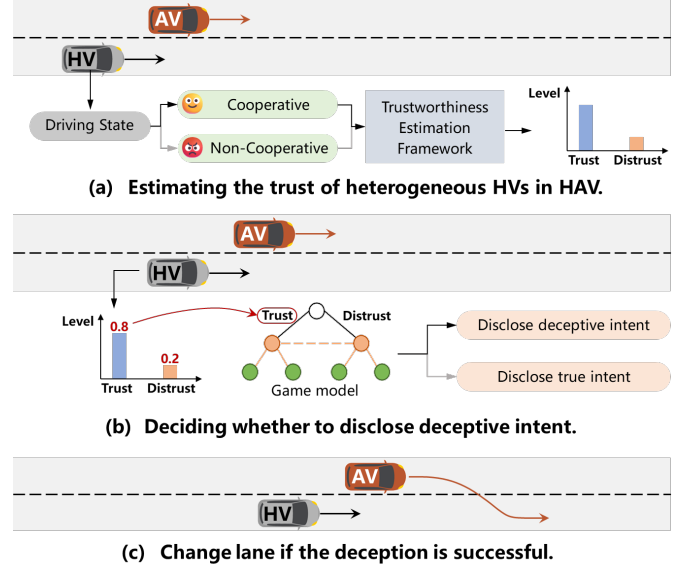 AV
HV
Driving State
Cooperative
Non-Cooperative
Trustworthiness
Estimation
Framework
Level
Trust Distrust
(a) Estimating the trust of heterogeneous HVs in HAV.
AV
HV
Level
0.8
0.2
Trust Distrust
Trust
Distrust
Game model
Disclose deceptive intent
Disclose true intent
(b) Deciding whether to disclose deceptive intent.
AV
HV
(c) Change lane if the deception is successful.